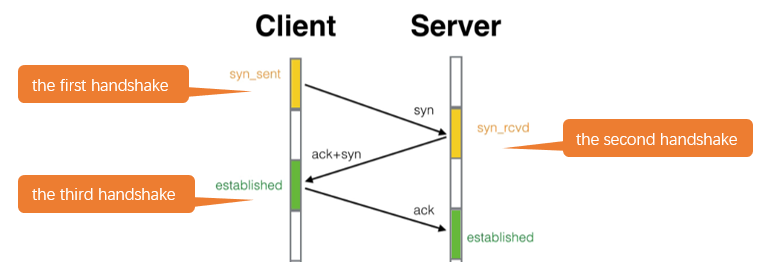 Client
Server
syn_sent
the first handshake
syn
syn_rcvd
the second handshake
ack+syn
established
the third handshake
ack
established